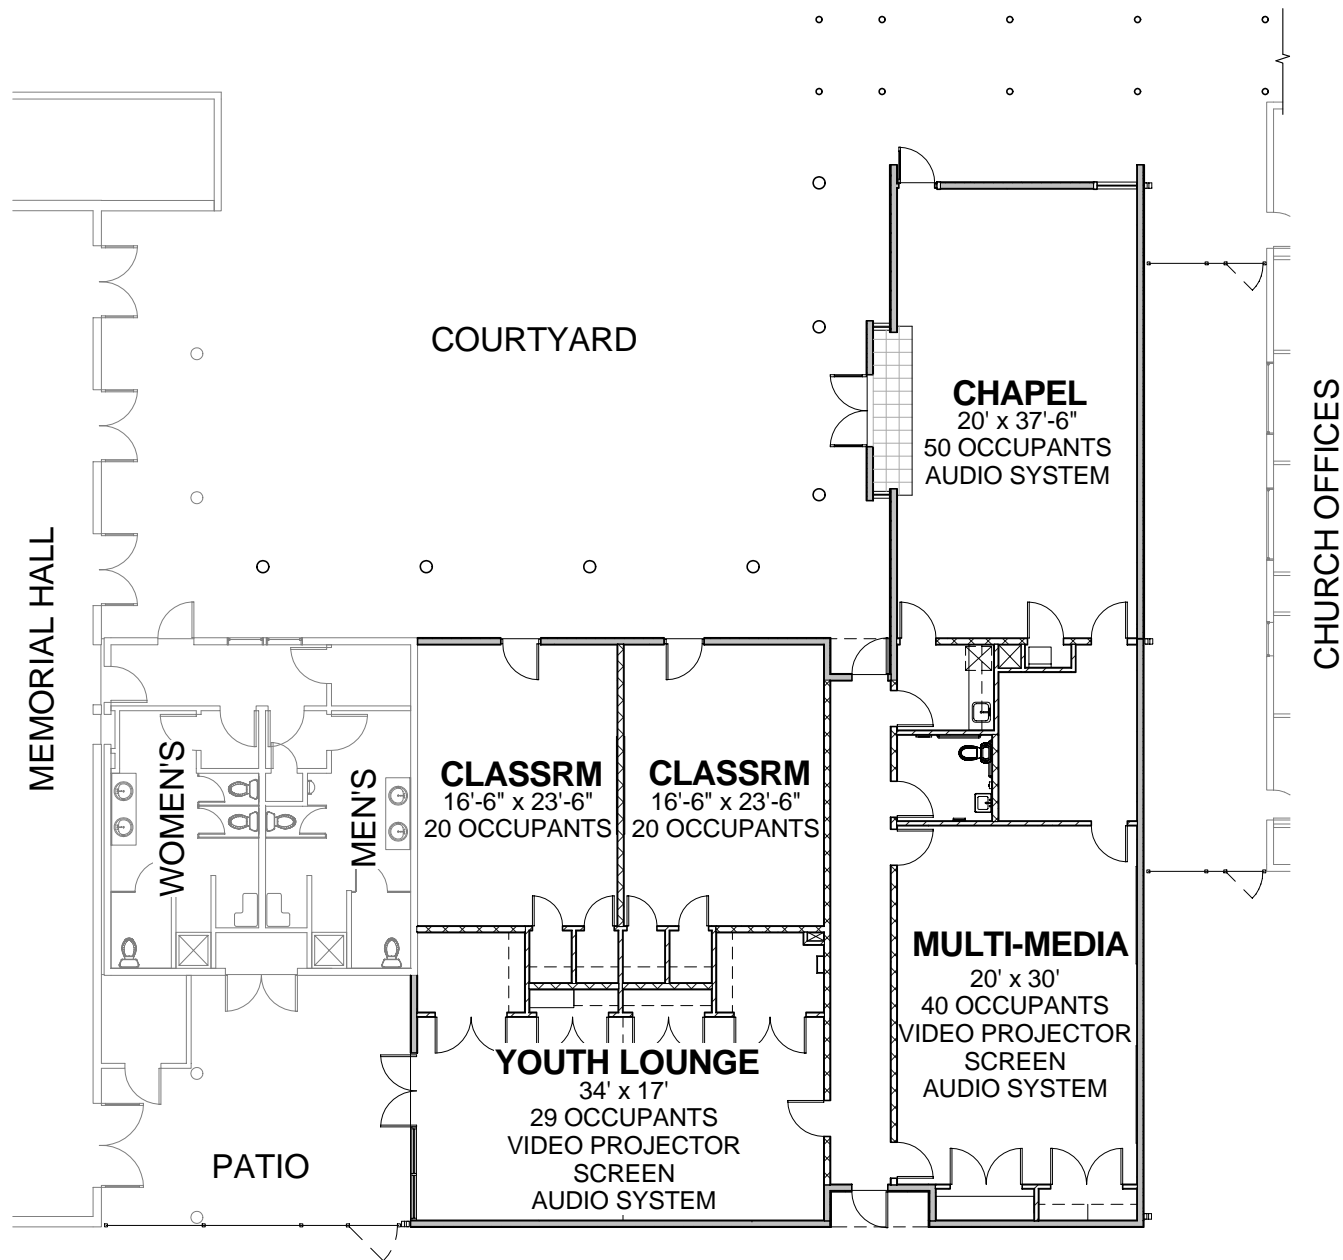 COURTYARD
CHAPEL
20' x 37'-6"
50 OCCUPANTS
AUDIO SYSTEM
MEMORIAL HALL
CHURCH OFFICES
WOMEN'S
MEN'S
CLASSRM
16'-6" x 23'-6"
20 OCCUPANTS
CLASSRM
16'-6" x 23'-6"
20 OCCUPANTS
MULTI-MEDIA
20' x 30'
40 OCCUPANTS
VIDEO PROJECTOR
SCREEN
AUDIO SYSTEM
YOUTH LOUNGE
34' x 17'
29 OCCUPANTS
VIDEO PROJECTOR
SCREEN
AUDIO SYSTEM
PATIO